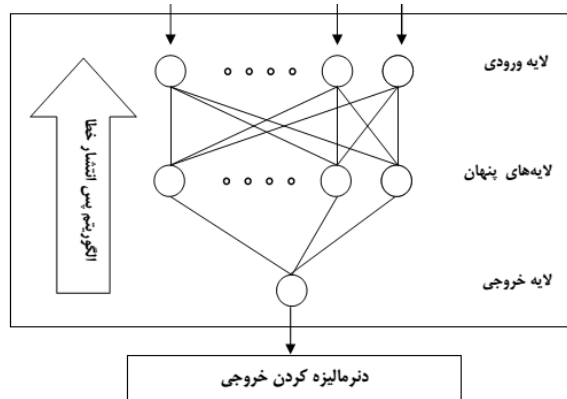 لایه ورودی
لایه‌های پنهان
الگوریتم پس انتشار خطا
لایه خروجی
دنرمالیزه کردن خروجی